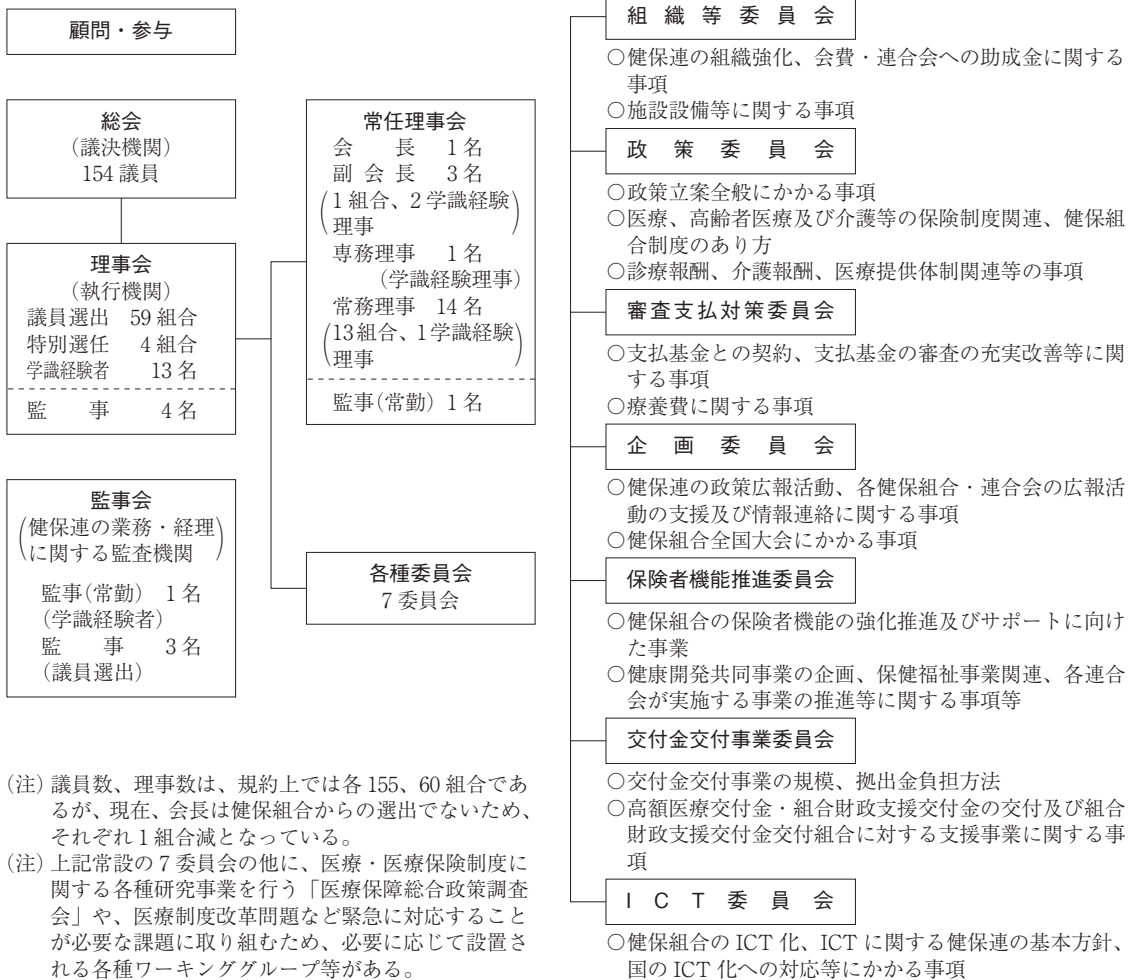 顧問・参与
総会
(議決機関)
154 議員
理事会
(執行機関)
議員選出 59 組合
特別選任 4 組合
学識経験者 13 名
監 事 4 名
監事会
(健保連の業務・経理
に関する監査機関)
監事(常勤) 1 名
(学識経験者)
監 事 3 名
(議員選出)
常任理事会
会 長 1 名
副 会 長 3 名
(1 組合、2 学識経験
理事)
専務理事 1 名
(学識経験理事)
常務理事 14 名
(13 組合、1 学識経験
理事)
監事(常勤) 1 名
各種委員会
7 委員会
組 織 等 委 員 会
○健保連の組織強化、会費・連合会への助成金に関する
事項
○施設設備等に関する事項
政 策 委 員 会
○政策立案全般にかかる事項
○医療、高齢者医療及び介護等の保険制度関連、健保組
合制度のあり方
○診療報酬、介護報酬、医療提供体制関連等の事項
審査支払対策委員会
○支払基金との契約、支払基金の審査の充実改善等に関
する事項
○療養費に関する事項
企 画 委 員 会
○健保連の政策広報活動、各健保組合・連合会の広報活
動の支援及び情報連絡に関する事項
○健保組合全国大会にかかる事項
保険者機能推進委員会
○健保組合の保険者機能の強化推進及びサポートに向け
た事業
○健康開発共同事業の企画、保健福祉事業関連、各連合
会が実施する事業の推進等に関する事項等
交付金交付事業委員会
○交付金交付事業の規模、拠出金負担方法
○高額医療交付金・組合財政支援交付金の交付及び組合
財政支援交付金交付組合に対する支援事業に関する事
項
I C T 委 員 会
○健保組合の ICT 化、ICT に関する健保連の基本方針、
国の ICT 化への対応等にかかる事項
(注) 議員数、理事数は、規約上では各 155、60 組合であ
るが、現在、会長は健保組合からの選出でないため、
それぞれ 1 組合減となっている。
(注) 上記常設の 7 委員会の他に、医療・医療保険制度に
関する各種研究事業を行う「医療保障総合政策調査
会」や、医療制度改革問題など緊急に対応すること
が必要な課題に取り組むため、必要に応じて設置さ
れる各種ワーキンググループ等がある。